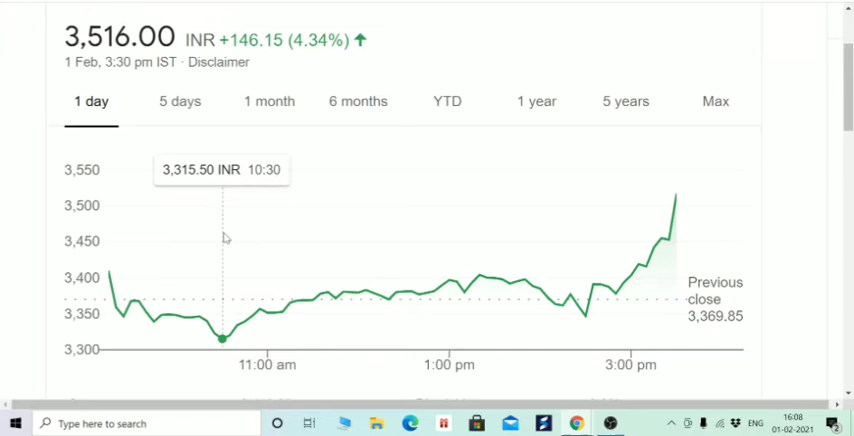 3,516.00 INR +146.15 (4.34%) ↑
1 Feb, 3:30 pm IST · Disclaimer
1 day 5 days 1 month 6 months YTD 1 year 5 years Max
3,550
3,315.50 INR 10:30
3,500
3,450
3,400
3,350
3,300
Previous
close
3,369.85
11:00 am 1:00 pm 3:00 pm
Type here to search
ENG
16:08
01-02-2021
2